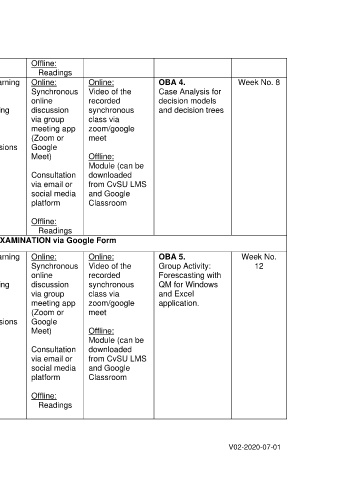 Offline:
Readings
arning
ng
sions
Online:
Synchronous
online
discussion
via group
meeting app
(Zoom or
Google
Meet)
Consultation
via email or
social media
platform
Offline:
Readings
Online:
Video of the
recorded
synchronous
class via
zoom/google
meet
Offline:
Module (can be
downloaded
from CvSU LMS
and Google
Classroom
OBA 4.
Case Analysis for
decision models
and decision trees
Week No. 8
XAMINATION via Google Form
arning
ng
sions
Online:
Synchronous
online
discussion
via group
meeting app
(Zoom or
Google
Meet)
Consultation
via email or
social media
platform
Offline:
Readings
Online:
Video of the
recorded
synchronous
class via
zoom/google
meet
Offline:
Module (can be
downloaded
from CvSU LMS
and Google
Classroom
OBA 5.
Group Activity:
Forescasting with
QM for Windows
and Excel
application.
Week No.
12
V02-2020-07-01